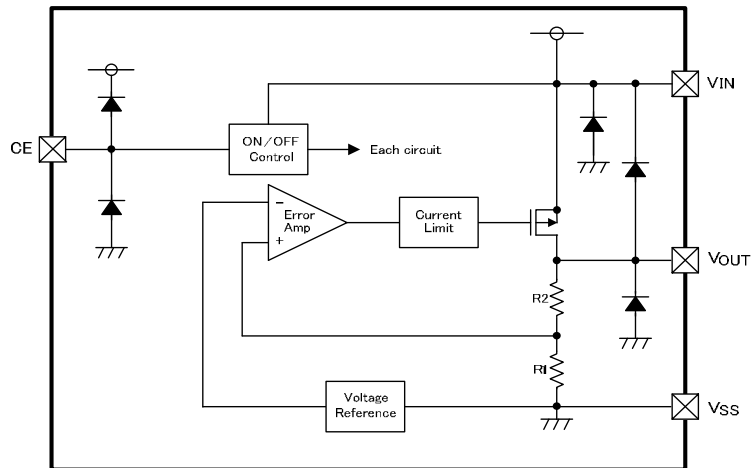 VIN
CE
ON/OFF
Control
Each circuit
−
Error
Amp
+
Current
Limit
VOUT
R2
R1
Voltage
Reference
VSS